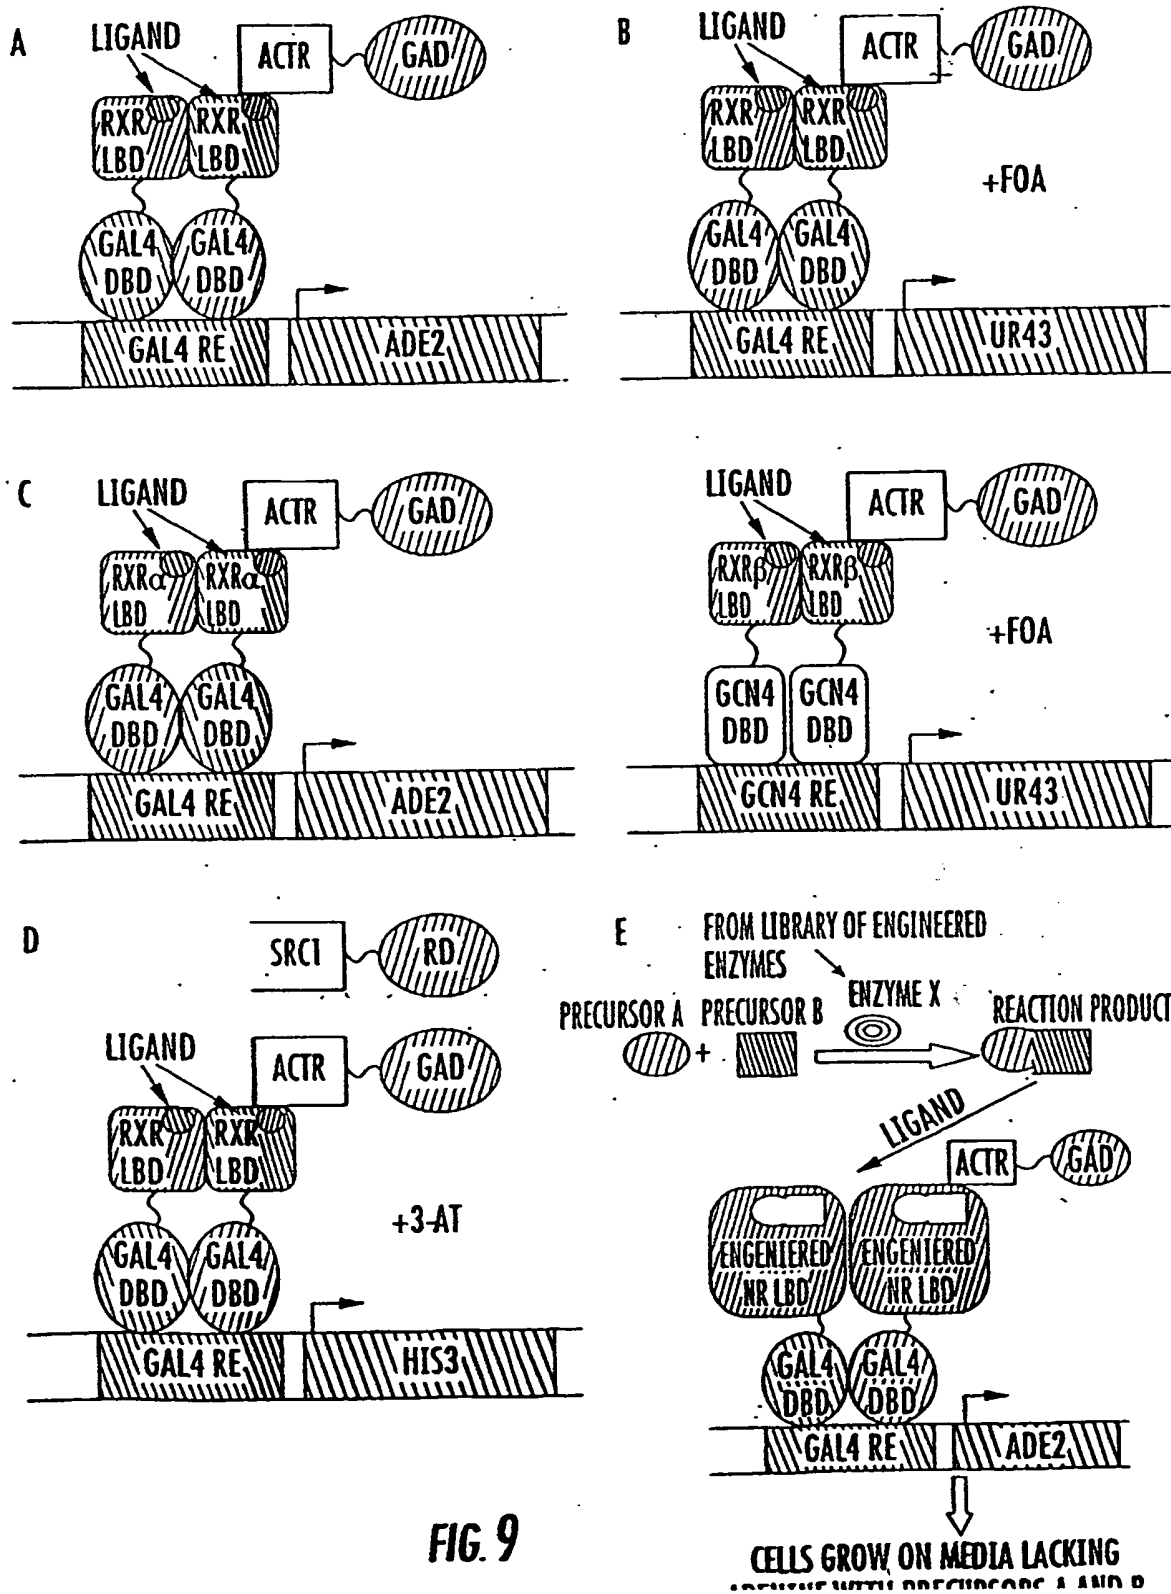 A
LIGAND
ACTR
GAD
RXR
LBD
RXR
LBD
GAL4
DBD
GAL4
DBD
GAL4 RE
ADE2
B
LIGAND
ACTR
GAD
RXR
LBD
RXR
LBD
+FOA
GAL4
DBD
GAL4
DBD
GAL4 RE
UR43
C
LIGAND
ACTR
GAD
RXRα
LBD
RXRα
LBD
GAL4
DBD
GAL4
DBD
GAL4 RE
ADE2
LIGAND
ACTR
GAD
RXRβ
LBD
RXRβ
LBD
+FOA
GCN4
DBD
GCN4
DBD
GCN4 RE
UR43
D
SRC1
RD
LIGAND
ACTR
GAD
RXR
LBD
RXR
LBD
+3-AT
GAL4
DBD
GAL4
DBD
GAL4 RE
HIS3
E
FROM LIBRARY OF ENGINEERED
ENZYMES
ENZYME X
PRECURSOR A
+
PRECURSOR B
REACTION PRODUCT
LIGAND
ACTR
GAD
ENGENIERED
NR LBD
ENGENIERED
NR LBD
GAL4
DBD
GAL4
DBD
GAL4 RE
ADE2
CELLS GROW ON MEDIA LACKING
ADENINE WITH PRECURSORS A AND B
FIG. 9